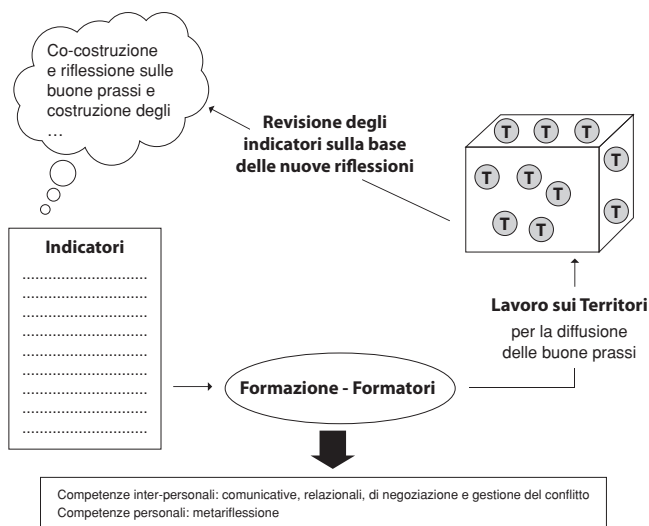 Co-costruzione
e riflessione sulle
buone prassi e
costruzione degli
…
Revisione degli
indicatori sulla base
delle nuove riflessioni
T T T
T
T
T
T
T
T
T
Indicatori
................................
................................
................................
................................
................................
................................
................................
................................
................................
Lavoro sui Territori
per la diffusione
delle buone prassi
Formazione - Formatori
Competenze inter-personali: comunicative, relazionali, di negoziazione e gestione del conflitto
Competenze personali: metariflessione